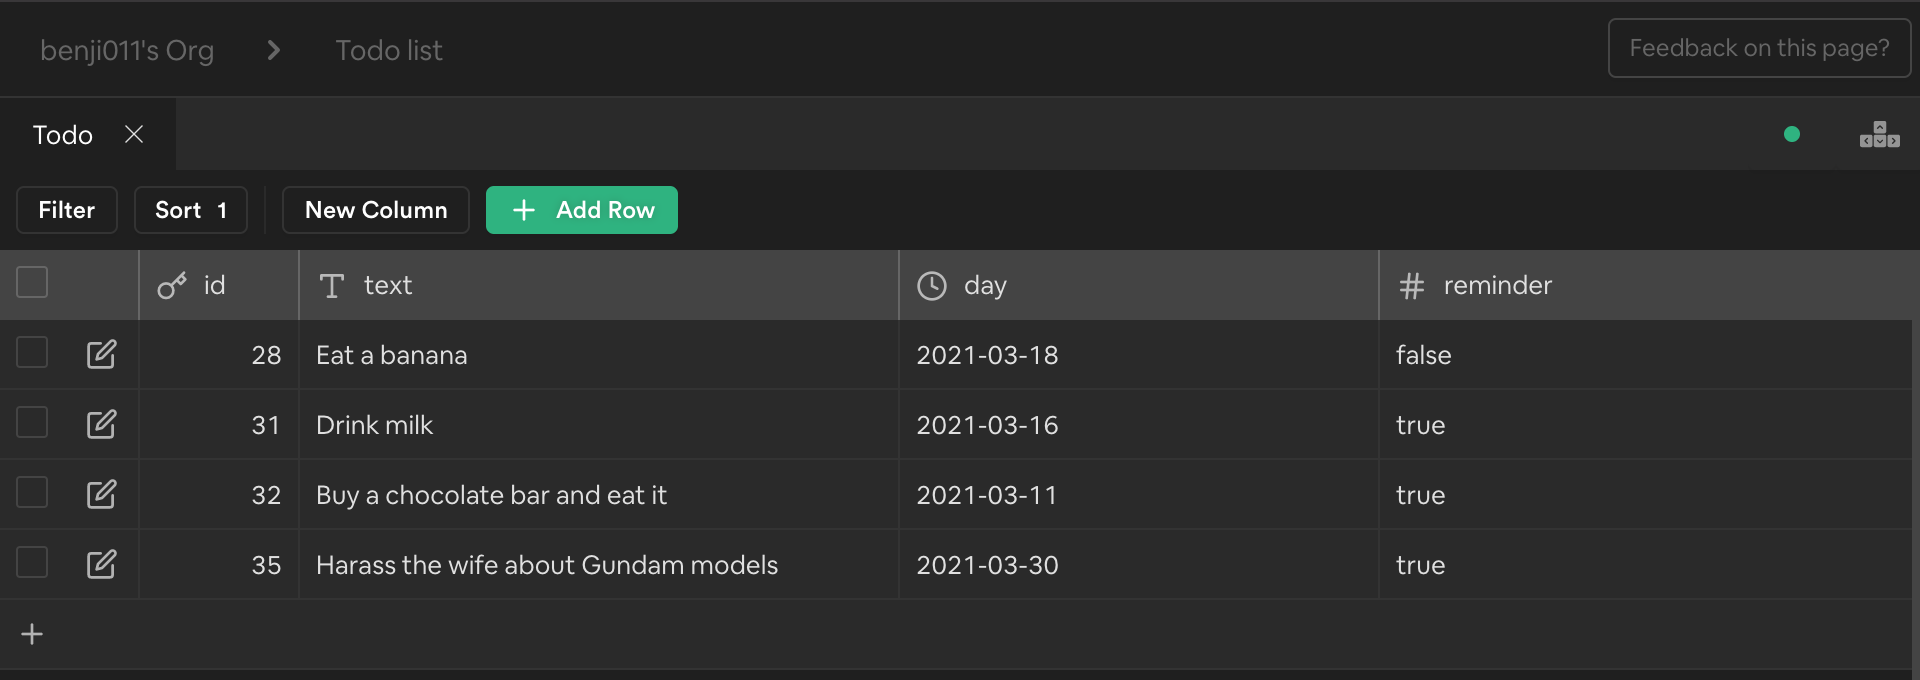 benji011's Org > Todo list Feedback on this page?
Todo
Filter Sort 1 New Column + Add Row
id text day reminder
28 Eat a banana 2021-03-18 false
31 Drink milk 2021-03-16 true
32 Buy a chocolate bar and eat it 2021-03-11 true
35 Harass the wife about Gundam models 2021-03-30 true